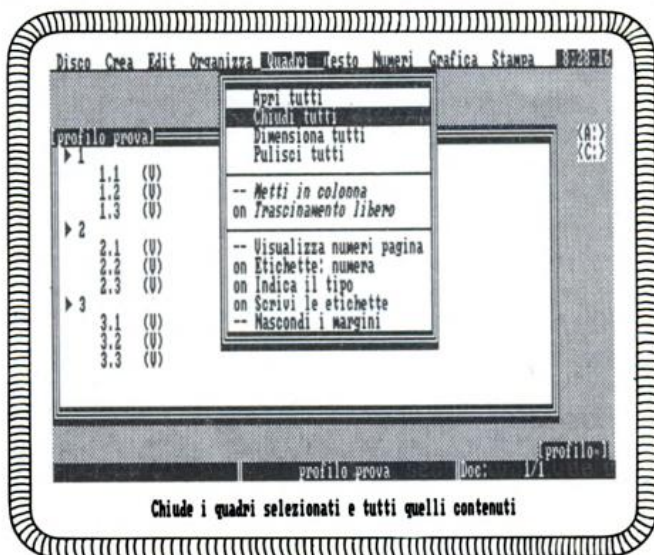 Disco Crea Edit Organizza Quadri Testo Numeri Grafica Stampa
Apri tutti
Chiudi tutti
Dimensiona tutti
Pulisci tutti
-- Metti in colonna
on Trascinamento libero
-- Visualizza numeri pagina
on Etichette: numera
on Indica il tipo
on Scrivi le etichette
-- Nascondi i margini
[profilo prova]
1
1.1 (V)
1.2 (V)
1.3 (V)
2
2.1 (V)
2.2 (V)
2.3 (V)
3
3.1 (V)
3.2 (V)
3.3 (V)
(A:)
(C:)
[profilo-]
profilo prova Doc: 1/1
Chiude i quadri selezionati e tutti quelli contenuti